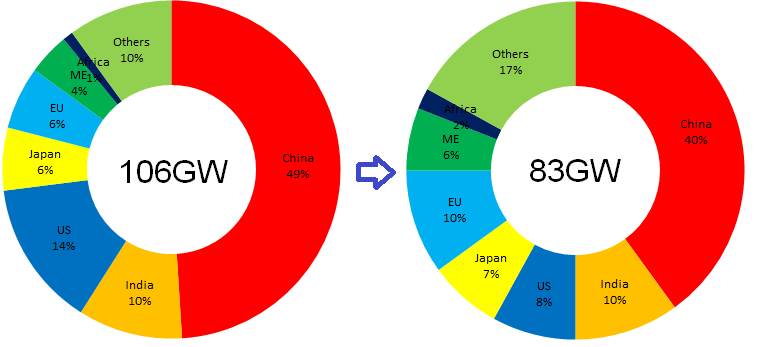 Others
10%
Africa
1%
ME
4%
EU
6%
Japan
6%
US
14%
India
10%
China
49%
106GW
Others
17%
Africa
2%
ME
6%
EU
10%
Japan
7%
US
8%
India
10%
China
40%
83GW